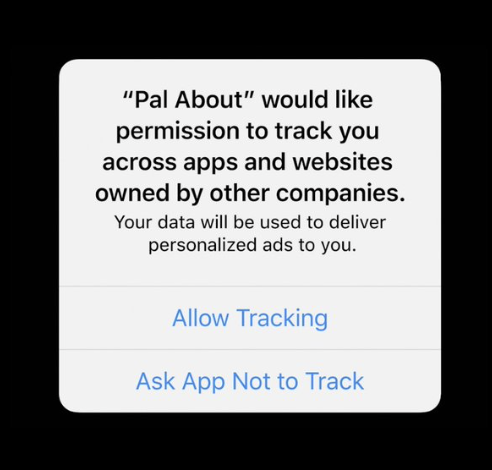 “Pal About” would like
permission to track you
across apps and websites
owned by other companies.
Your data will be used to deliver
personalized ads to you.
Allow Tracking
Ask App Not to Track